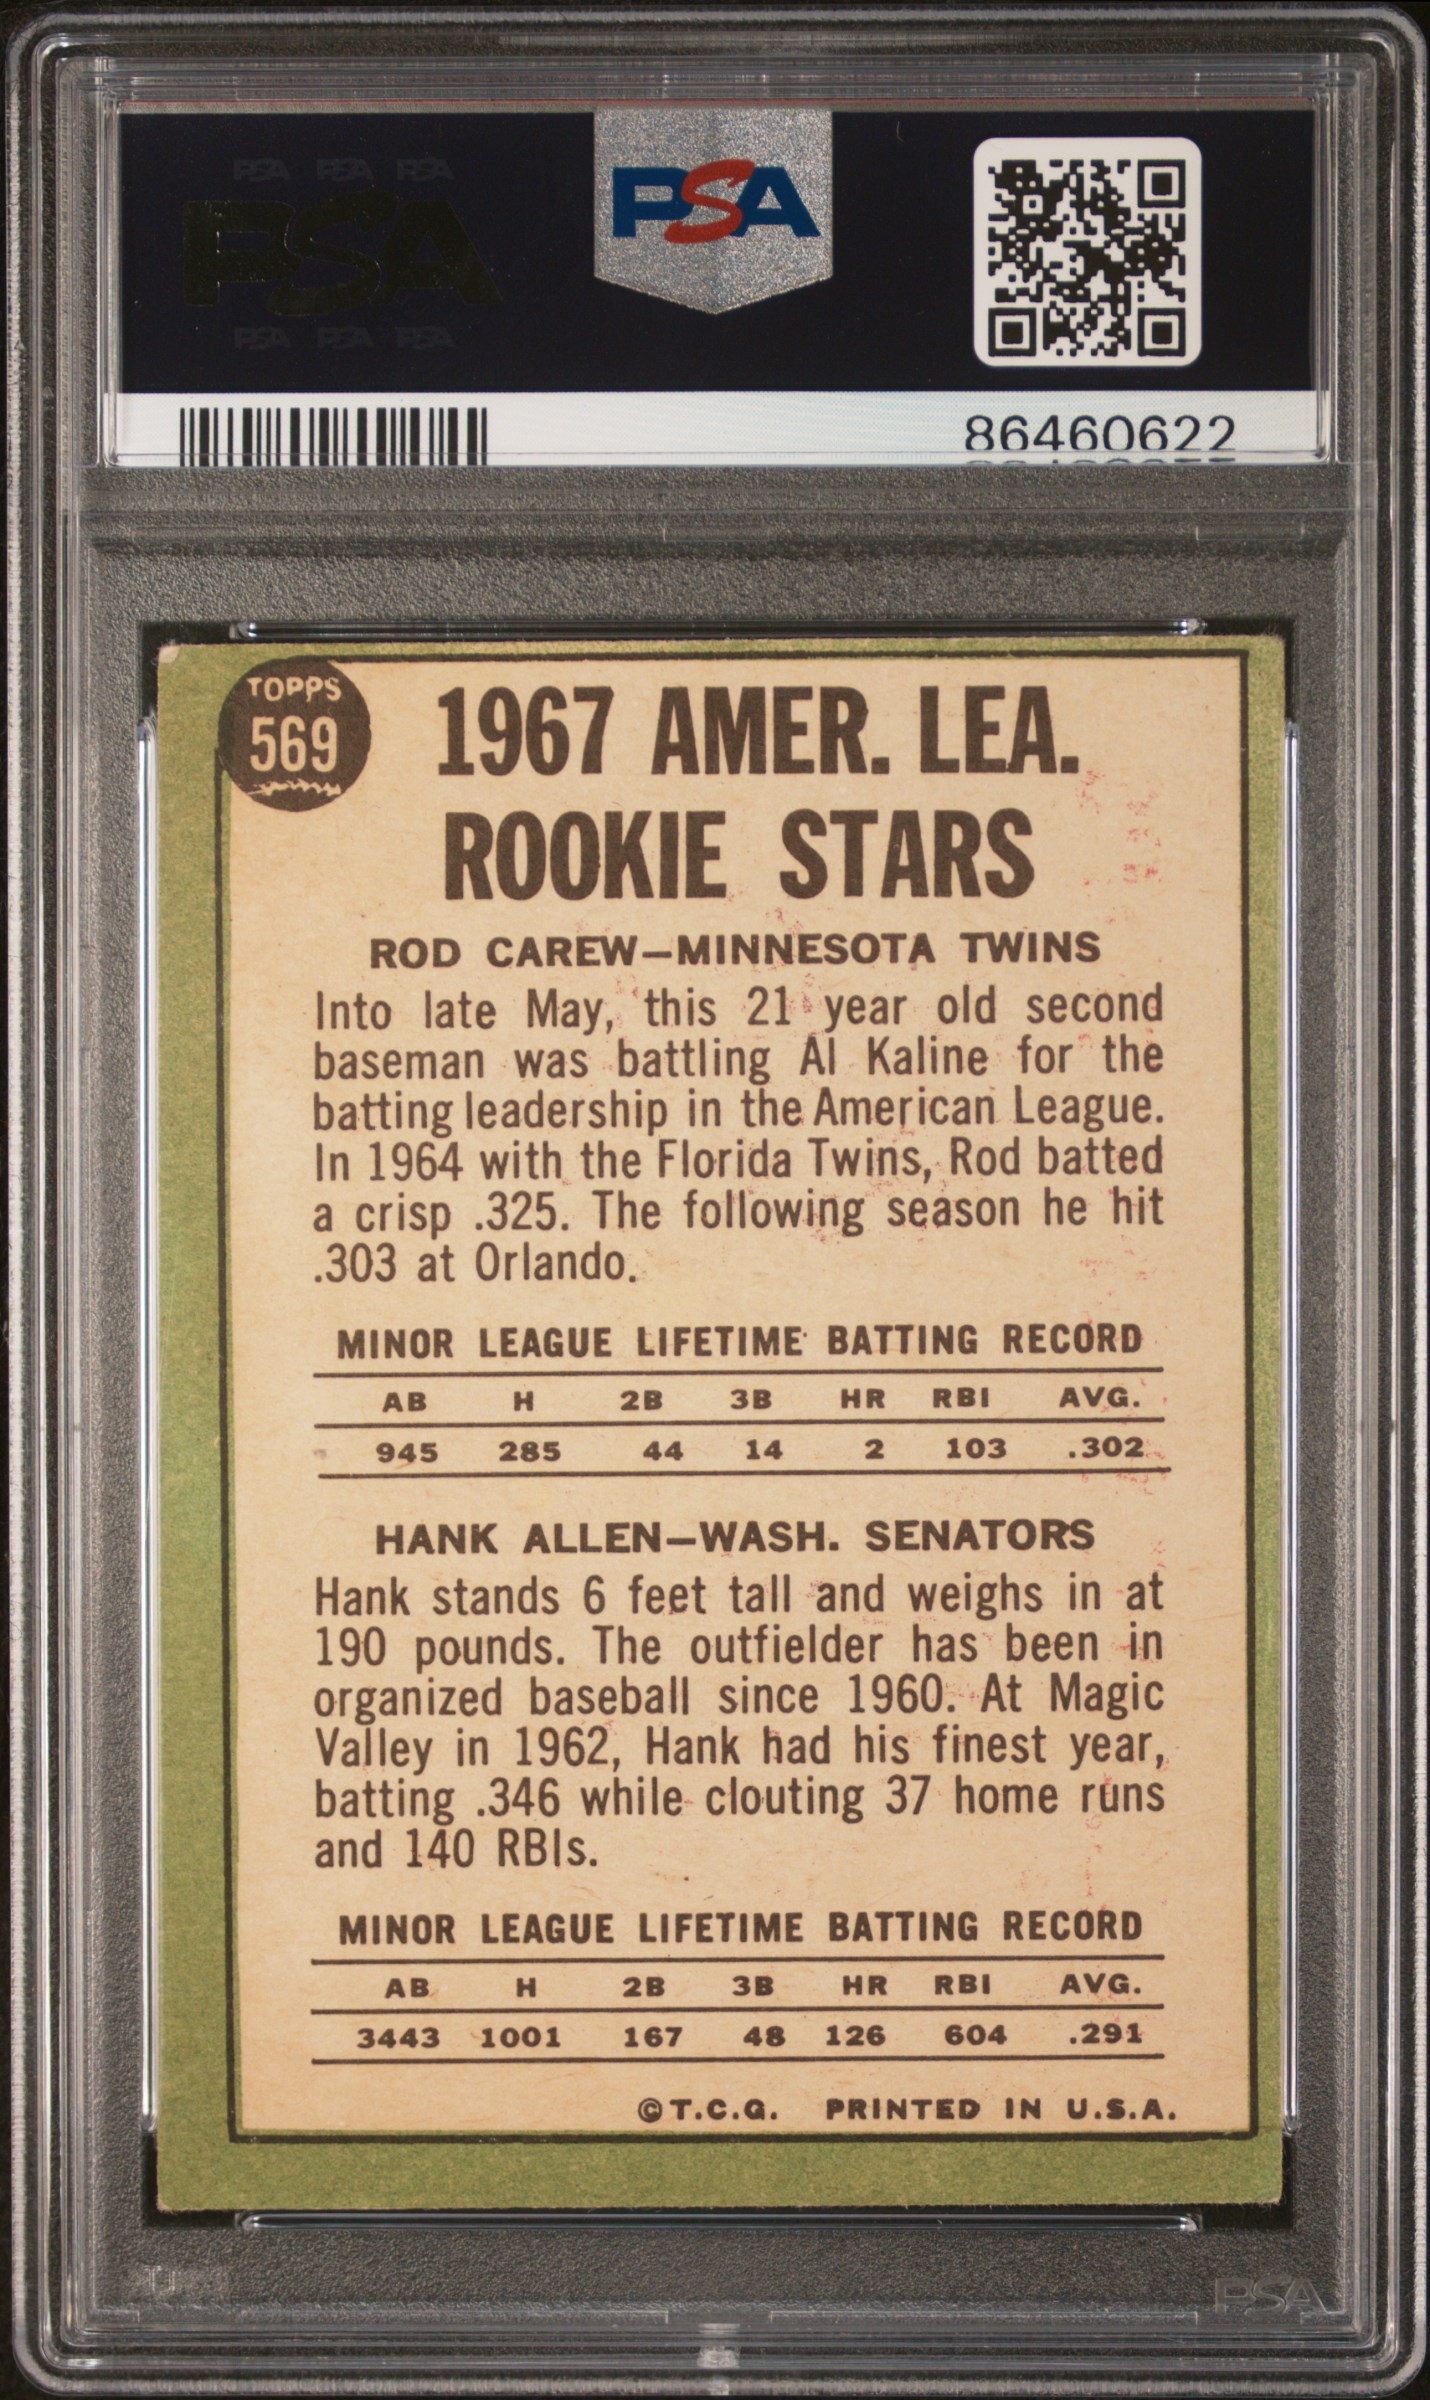 PSA PSA PSA
PSA
PSA PSA PSA
PSA
86460622
TOPPS
569
1967 AMER. LEA.
ROOKIE STARS
ROD CAREW—MINNESOTA TWINS
Into late May, this 21 year old second
baseman was battling Al Kaline for the
batting leadership in the American League.
In 1964 with the Florida Twins, Rod batted
a crisp .325. The following season he hit
.303 at Orlando.
MINOR LEAGUE LIFETIME BATTING RECORD
AB H 2B 3B HR RBI AVG.
945 285 44 14 2 103 .302
HANK ALLEN—WASH. SENATORS
Hank stands 6 feet tall and weighs in at
190 pounds. The outfielder has been in
organized baseball since 1960. At Magic
Valley in 1962, Hank had his finest year,
batting .346 while clouting 37 home runs
and 140 RBIs.
MINOR LEAGUE LIFETIME BATTING RECORD
AB H 2B 3B HR RBI AVG.
3443 1001 167 48 126 604 .291
©T.C.G. PRINTED IN U.S.A.
PSA